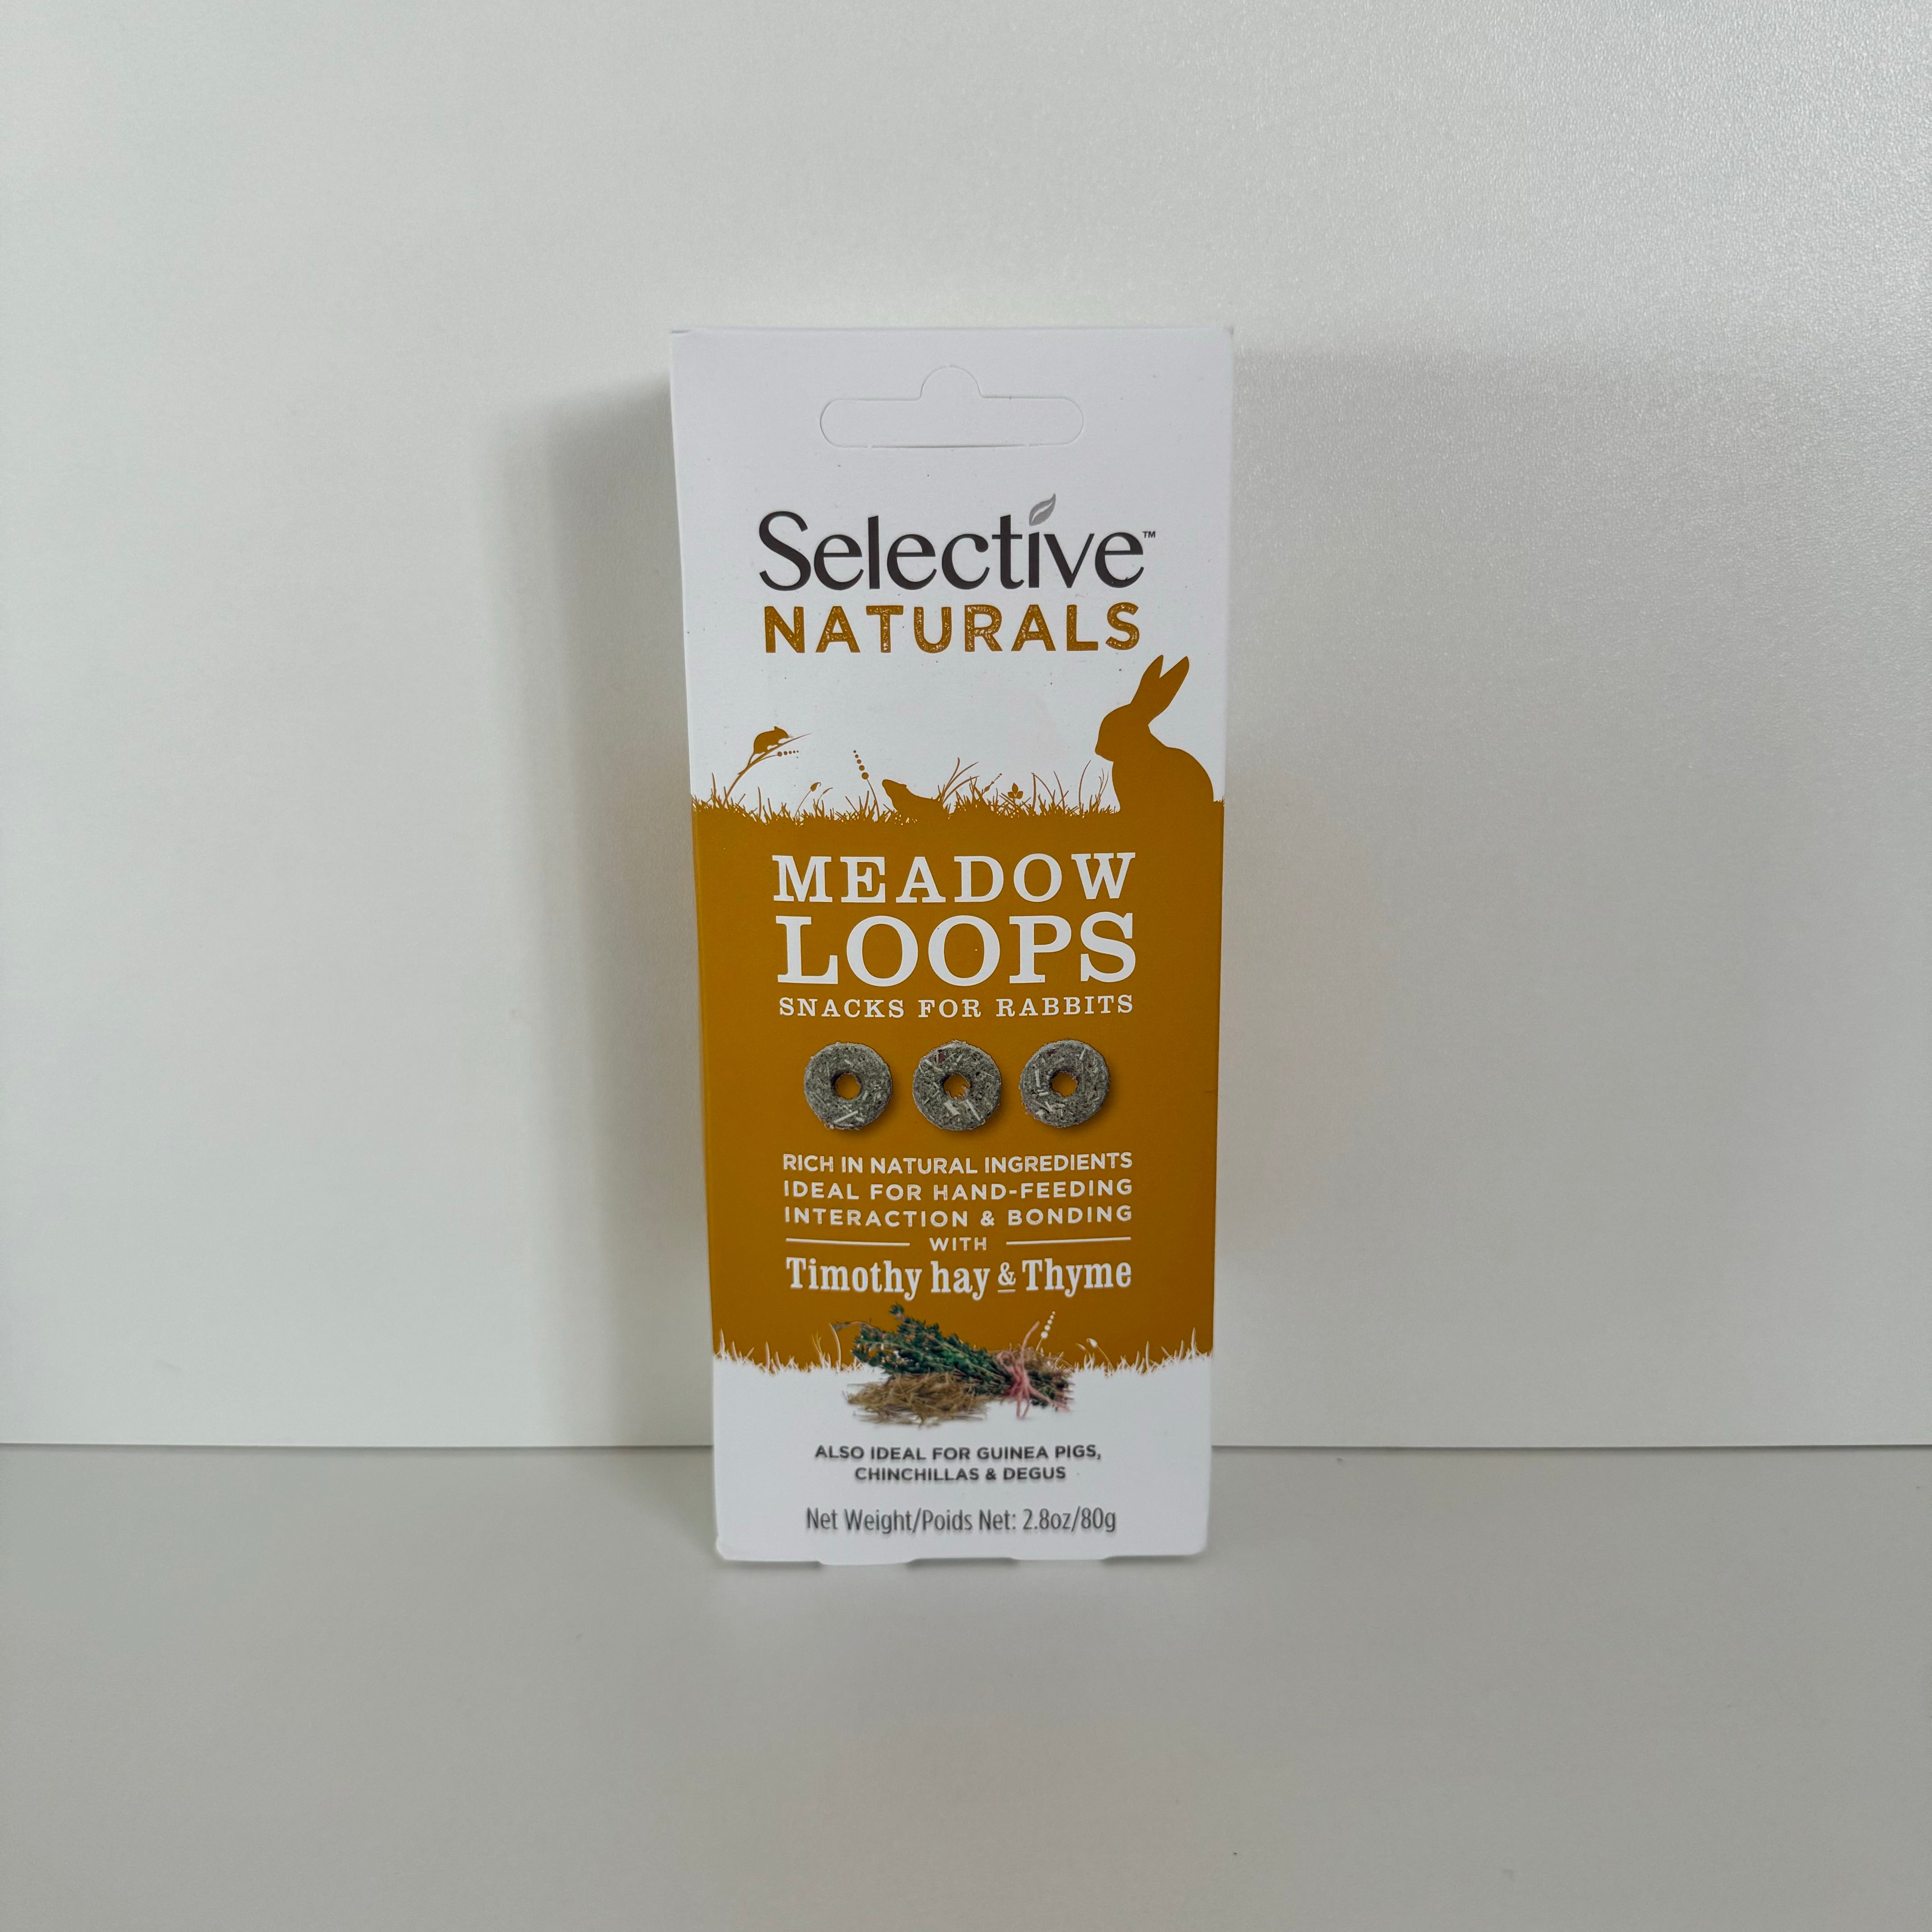 Selective™
NATURALS
MEADOW
LOOPS
SNACKS FOR RABBITS
RICH IN NATURAL INGREDIENTS
IDEAL FOR HAND-FEEDING
INTERACTION & BONDING
WITH
Timothy hay & Thyme
ALSO IDEAL FOR GUINEA PIGS,
CHINCHILLAS & DEGUS
Net Weight/Poids Net: 2.8oz/80g